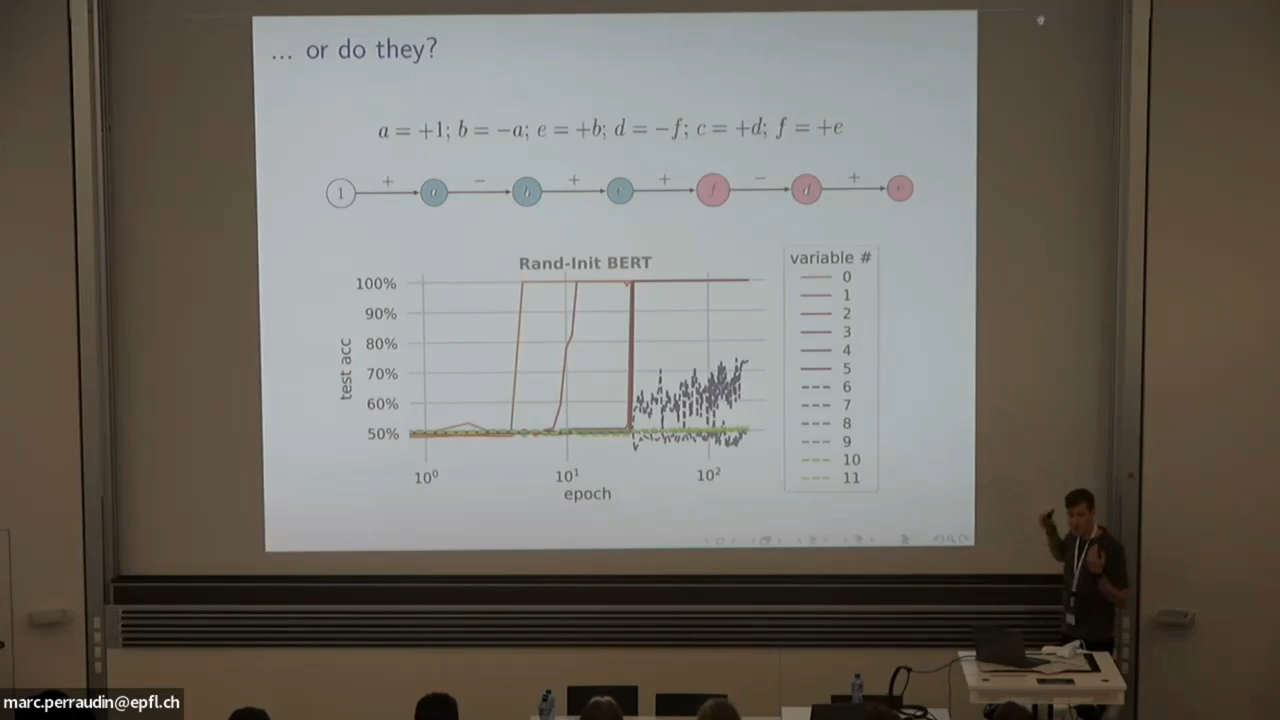 ... or do they?
a = +1; b = −a; e = +b; d = −f; c = +d; f = +e
+ − + + − +
1 a b e f d c
Rand-Init BERT
100%
90%
80%
70%
60%
50%
test acc
10⁰ 10¹ 10²
epoch
variable #
0
1
2
3
4
5
6
7
8
9
10
11
marc.perraudin@epfl.ch